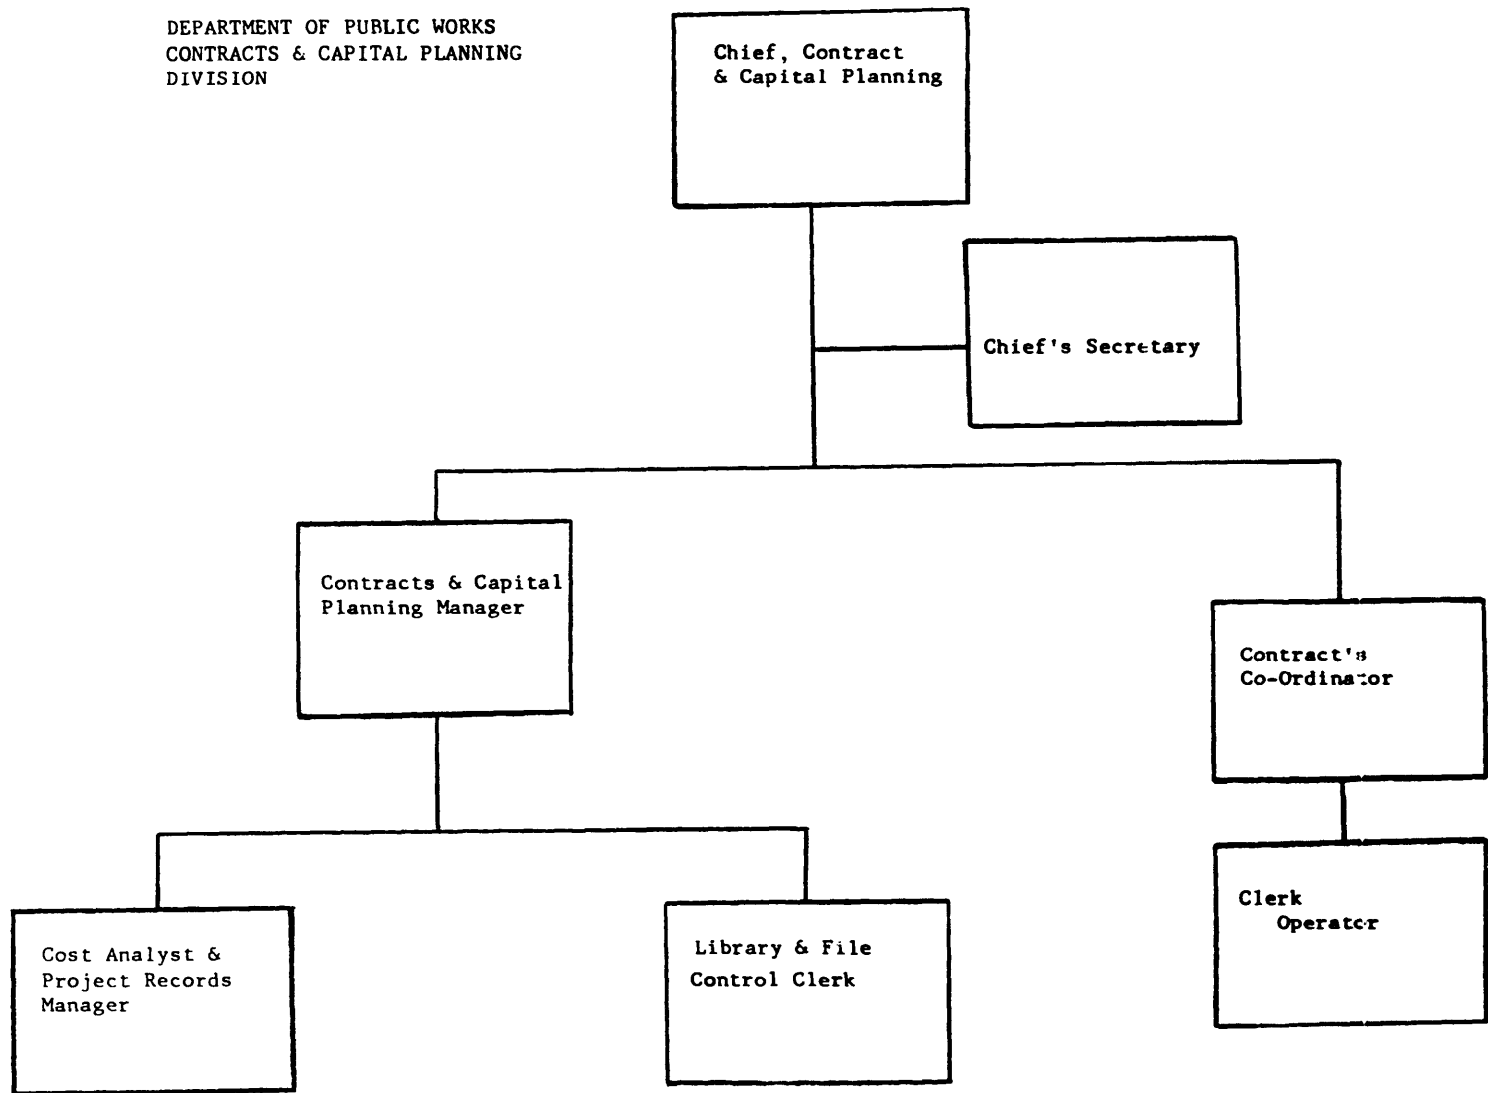 DEPARTMENT OF PUBLIC WORKS
CONTRACTS & CAPITAL PLANNING
DIVISION
Chief, Contract
& Capital Planning
Chief's Secretary
Contracts & Capital
Planning Manager
Contract's
Co-Ordinator
Cost Analyst &
Project Records
Manager
Library & File
Control Clerk
Clerk
Operator